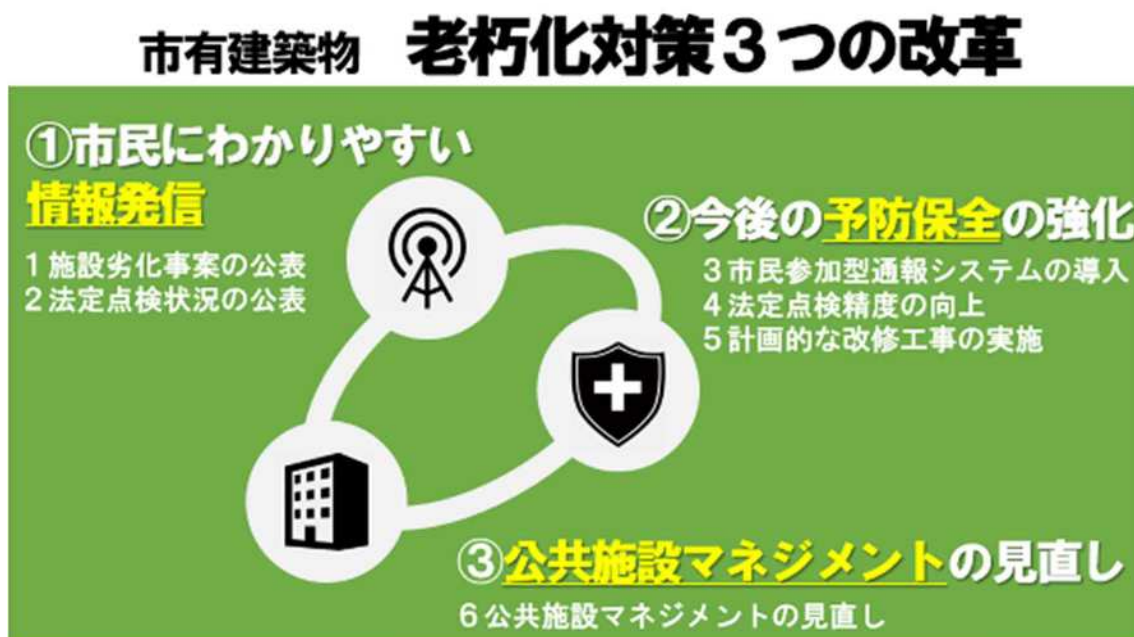 市有建築物 老朽化対策3つの改革
①市民にわかりやすい
情報発信
1 施設劣化事案の公表
2 法定点検状況の公表
②今後の予防保全の強化
3 市民参加型通報システムの導入
4 法定点検精度の向上
5 計画的な改修工事の実施
③公共施設マネジメントの見直し
6 公共施設マネジメントの見直し